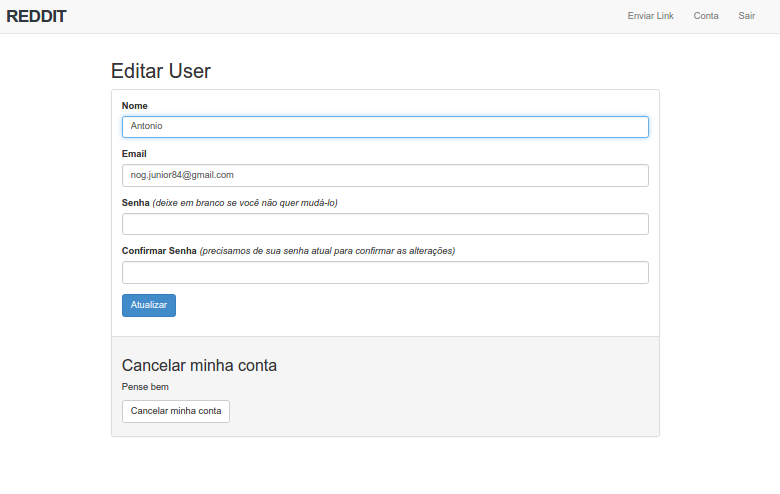 REDDIT
Enviar Link Conta Sair
Editar User
Nome
Antonio
Email
nog.junior84@gmail.com
Senha (deixe em branco se você não quer mudá-lo)
Confirmar Senha (precisamos de sua senha atual para confirmar as alterações)
Atualizar
Cancelar minha conta
Pense bem
Cancelar minha conta